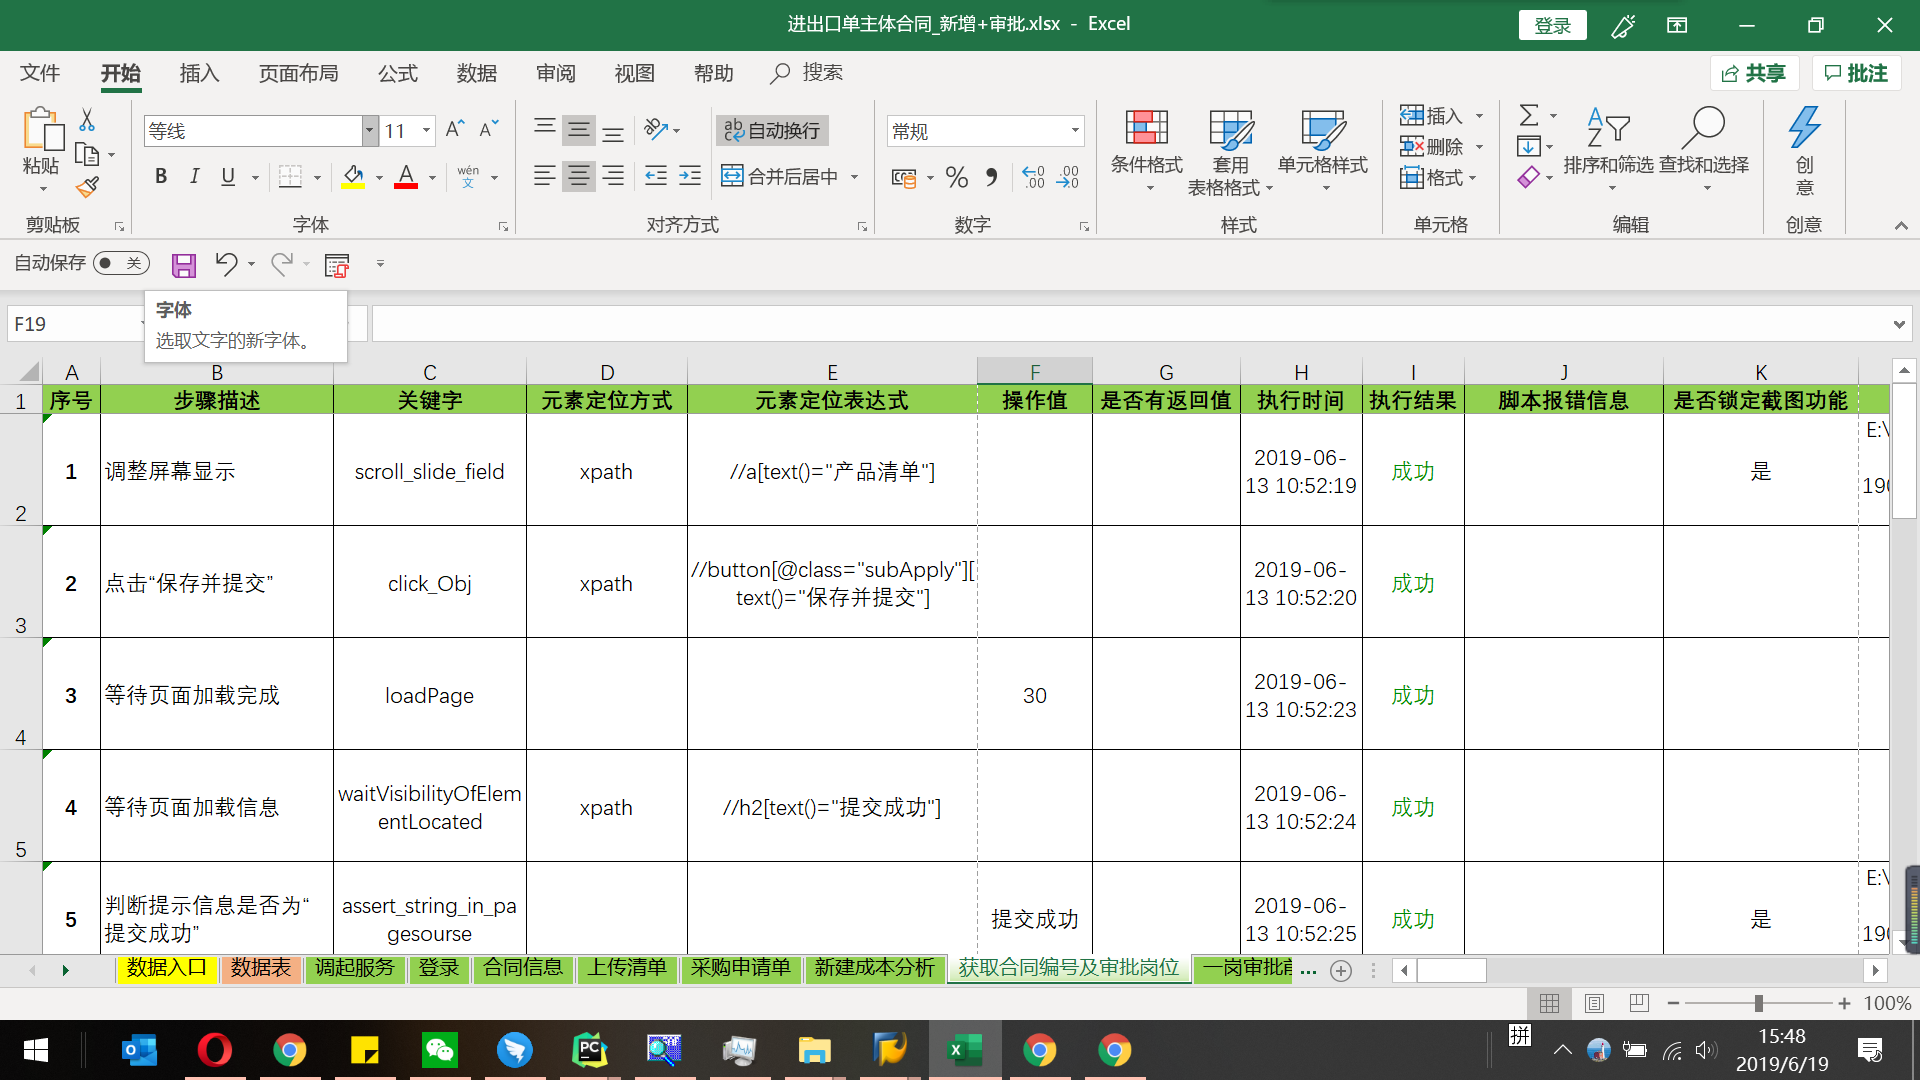 进出口单主体合同_新增+审批.xlsx - Excel
登录
文件 开始 插入 页面布局 公式 数据 审阅 视图 帮助 搜索
共享 批注
粘贴
剪贴板
等线 11
B I U wén 文
字体
自动换行
合并后居中
对齐方式
常规
% .00 .0
数字
条件格式 套用 表格格式 单元格样式
样式
插入
删除
格式
单元格
排序和筛选 查找和选择
编辑
创意
创意
自动保存 关
字体
选取文字的新字体。
F19
A B C D E F G H I J K
1 序号 步骤描述 关键字 元素定位方式 元素定位表达式 操作值 是否有返回值 执行时间 执行结果 脚本报错信息 是否锁定截图功能
2 1 调整屏幕显示 scroll_slide_field xpath //a[text()="产品清单"] 2019-06-13 10:52:19 成功 是 E:\ 190
3 2 点击“保存并提交” click_Obj xpath //button[@class="subApply"][text()="保存并提交"] 2019-06-13 10:52:20 成功
4 3 等待页面加载完成 loadPage 30 2019-06-13 10:52:23 成功
5 4 等待页面加载信息 waitVisibilityOfElementLocated xpath //h2[text()="提交成功"] 2019-06-13 10:52:24 成功
5 判断提示信息是否为“提交成功” assert_string_in_pagesourse 提交成功 2019-06-13 10:52:25 成功 是 E:\ 190
数据入口 数据表 调起服务 登录 合同信息 上传清单 采购申请单 新建成本分析 获取合同编号及审批岗位 一岗审批前 ...
100%
拼
15:48
2019/6/19